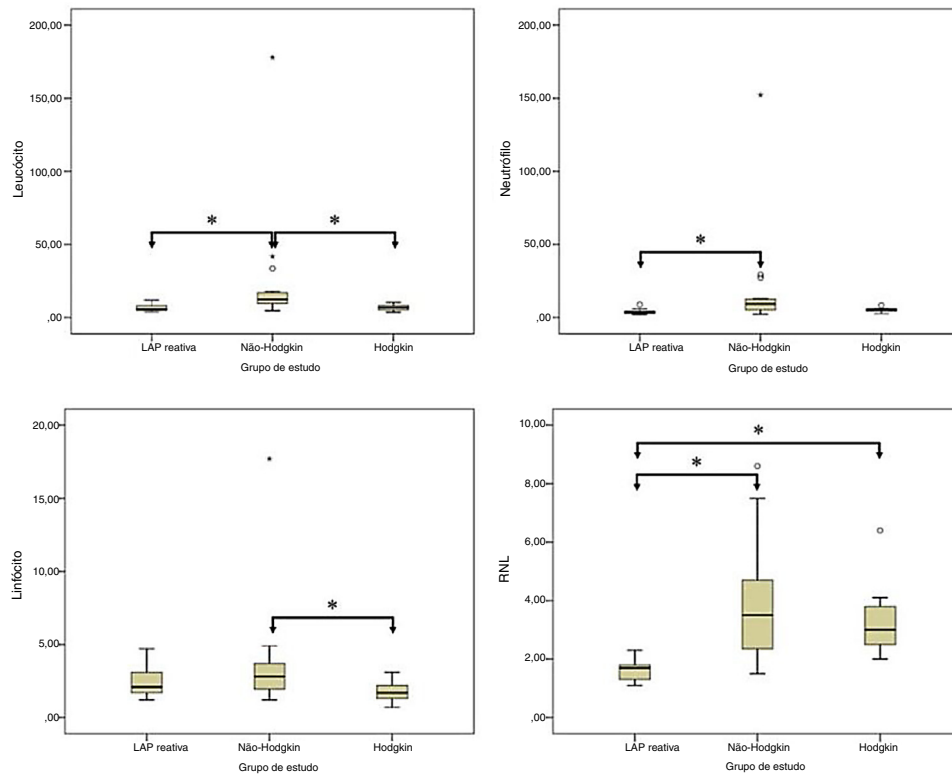 Leucócito
200,00
150,00
100,00
50,00
,00
*
*
LAP reativa
Não-Hodgkin
Hodgkin
Grupo de estudo
Neutrófilo
200,00
150,00
100,00
50,00
,00
*
LAP reativa
Não-Hodgkin
Hodgkin
Grupo de estudo
Linfócito
20,00
15,00
10,00
5,00
,00
*
LAP reativa
Não-Hodgkin
Hodgkin
Grupo de estudo
RNL
10,00
8,00
6,00
4,00
2,00
,00
*
*
LAP reativa
Não-Hodgkin
Hodgkin
Grupo de estudo